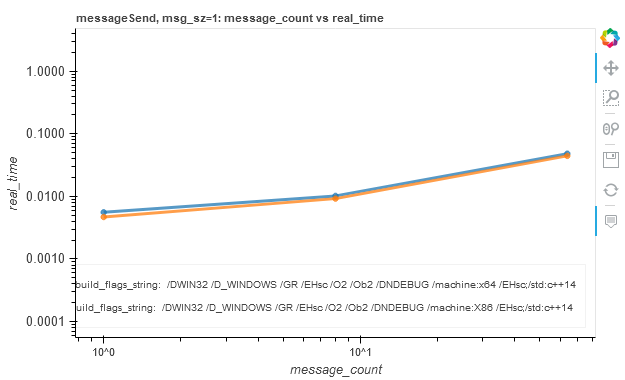 messageSend, msg_sz=1: message_count vs real_time
1.0000
0.1000
0.0100
0.0010
0.0001
real_time
build_flags_string: /DWIN32 /D_WINDOWS /GR /EHsc /O2 /Ob2 /DNDEBUG /machine:x64 /EHsc;/std:c++14
build_flags_string: /DWIN32 /D_WINDOWS /GR /EHsc /O2 /Ob2 /DNDEBUG /machine:X86 /EHsc;/std:c++14
10^0
10^1
message_count